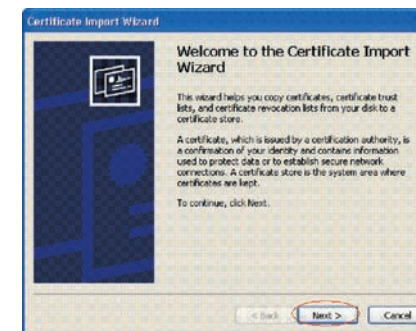 Certificate Import Wizard
Welcome to the Certificate Import
Wizard
This wizard helps you copy certificates, certificate trust
lists, and certificate revocation lists from your disk to a
certificate store.
A certificate, which is issued by a certification authority, is
a confirmation of your identity and contains information
used to protect data or to establish secure network
connections. A certificate store is the system area where
certificates are kept.
To continue, click Next.
< Back Next > Cancel